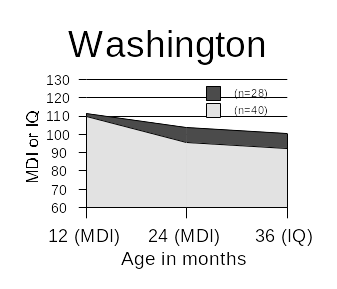 Washington
130
120
110
100
90
80
70
60
MDI or IQ
(n=28)
(n=40)
12 (MDI) 24 (MDI) 36 (IQ)
Age in months